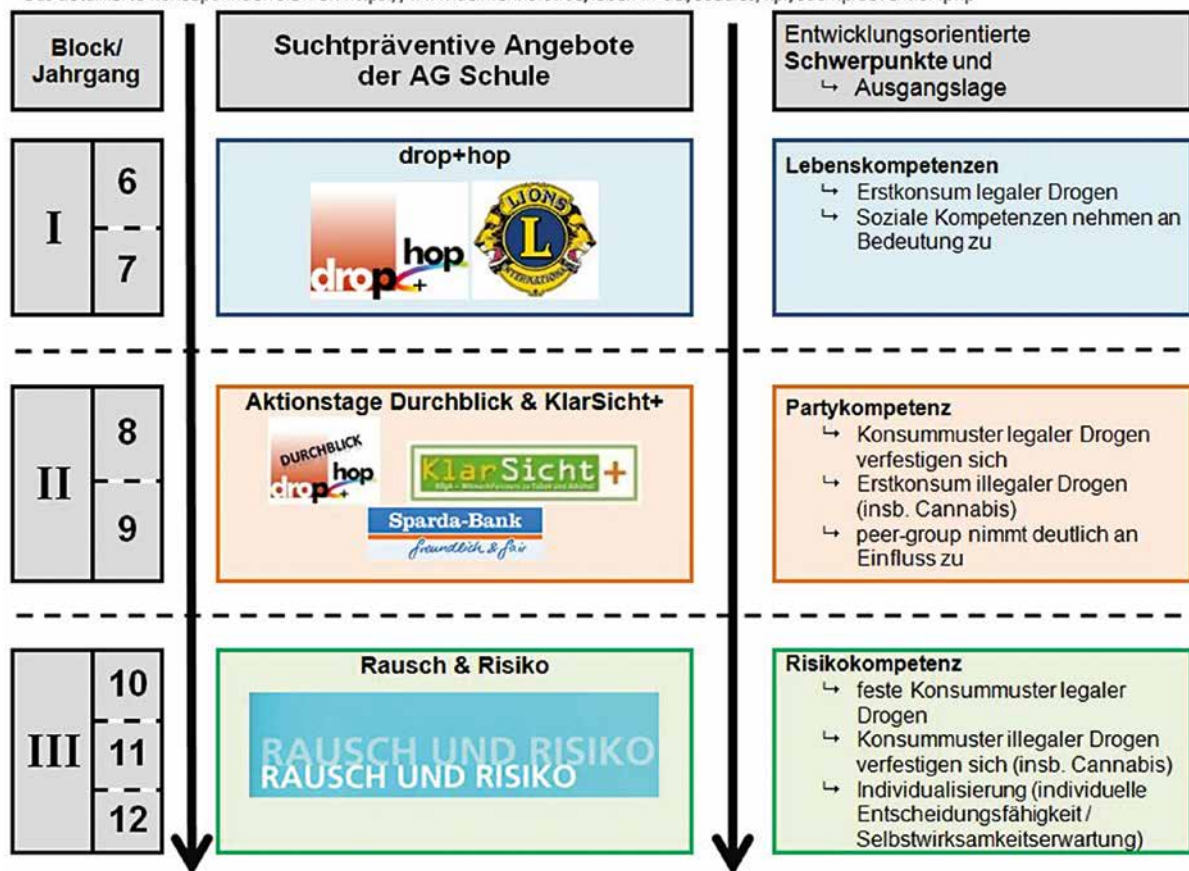 Block/
Jahrgang
Suchtpräventive Angebote
der AG Schule
Entwicklungsorientierte
Schwerpunkte und
↪ Ausgangslage
I
6
7
drop+hop
drop + hop
LIONS
L
INTERNATIONAL
Lebenskompetenzen
↪ Erstkonsum legaler Drogen
↪ Soziale Kompetenzen nehmen an
Bedeutung zu
II
8
9
Aktionstage Durchblick & KlarSicht+
DURCHBLICK
drop + hop
KlarSicht +
Sparda-Bank
freundlich & fair
Partykompetenz
↪ Konsummuster legaler Drogen
verfestigen sich
↪ Erstkonsum illegaler Drogen
(insb. Cannabis)
↪ peer-group nimmt deutlich an
Einfluss zu
III
10
11
12
Rausch & Risiko
RAUSCH UND RISIKO
RAUSCH UND RISIKO
Risikokompetenz
↪ feste Konsummuster legaler
Drogen
↪ Konsummuster illegaler Drogen
verfestigen sich (insb. Cannabis)
↪ Individualisierung (individuelle
Entscheidungsfähigkeit /
Selbstwirksamkeitserwartung)